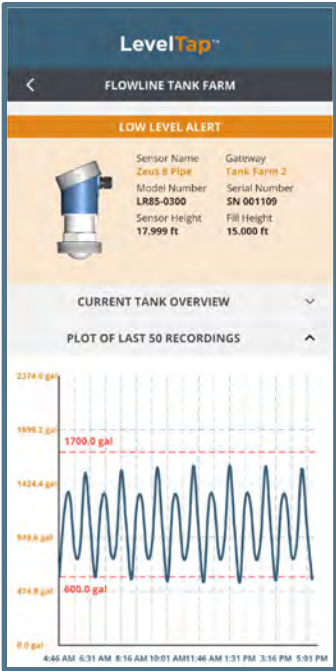 LevelTap™
FLOWLINE TANK FARM
LOW LEVEL ALERT
Sensor Name Gateway
Zeus 8 Pipe Tank Farm 2
Model Number Serial Number
LR85-0300 SN 001109
Sensor Height Fill Height
17.999 ft 15.000 ft
CURRENT TANK OVERVIEW
PLOT OF LAST 50 RECORDINGS
2374.0 gal
1899.2 gal
1700.0 gal
1424.4 gal
949.6 gal
600.0 gal
474.8 gal
0.0 gal
4:46 AM 6:31 AM 8:16 AM 10:01 AM 11:46 AM 1:31 PM 3:16 PM 5:01 PM